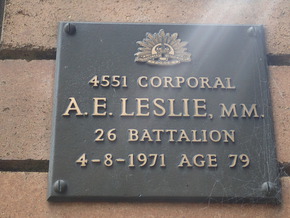 4551 CORPORAL
A. E. LESLIE, MM.
26 BATTALION
4-8-1971 AGE 79